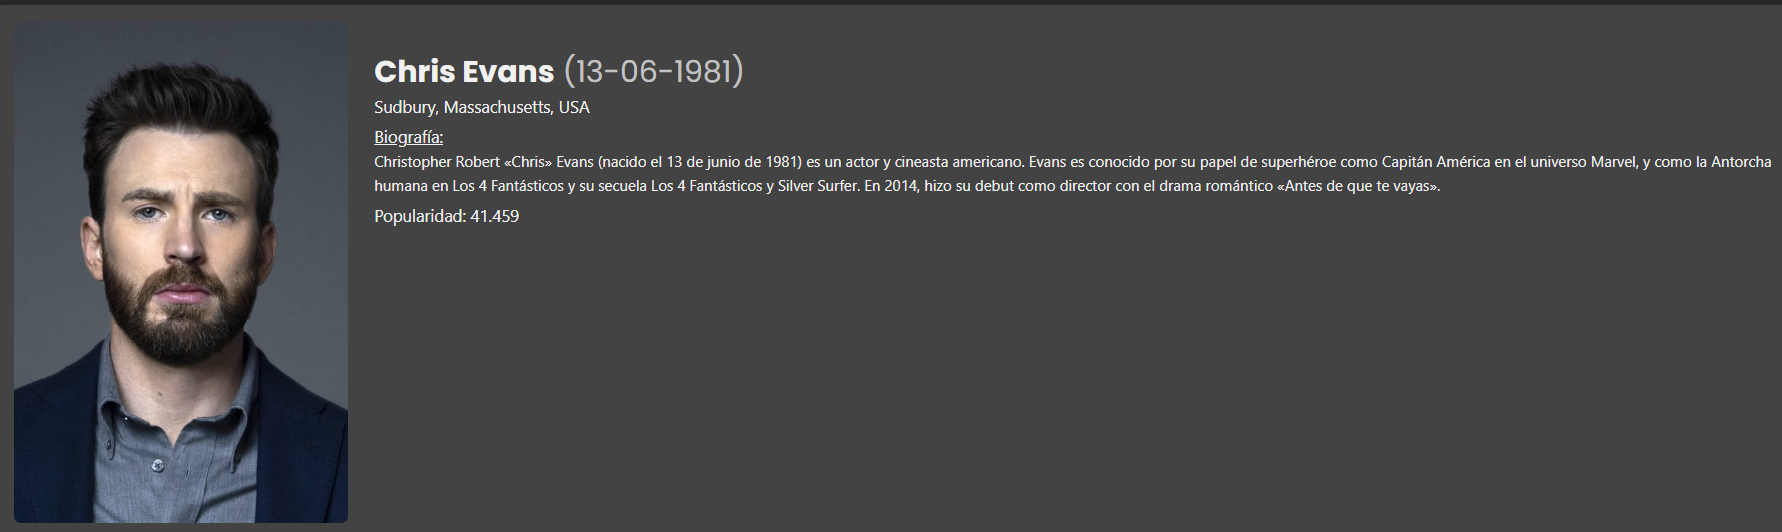 Chris Evans (13-06-1981)
Sudbury, Massachusetts, USA
Biografía:
Christopher Robert «Chris» Evans (nacido el 13 de junio de 1981) es un actor y cineasta americano. Evans es conocido por su papel de superhéroe como Capitán América en el universo Marvel, y como la Antorcha
humana en Los 4 Fantásticos y su secuela Los 4 Fantásticos y Silver Surfer. En 2014, hizo su debut como director con el drama romántico «Antes de que te vayas».
Popularidad: 41.459